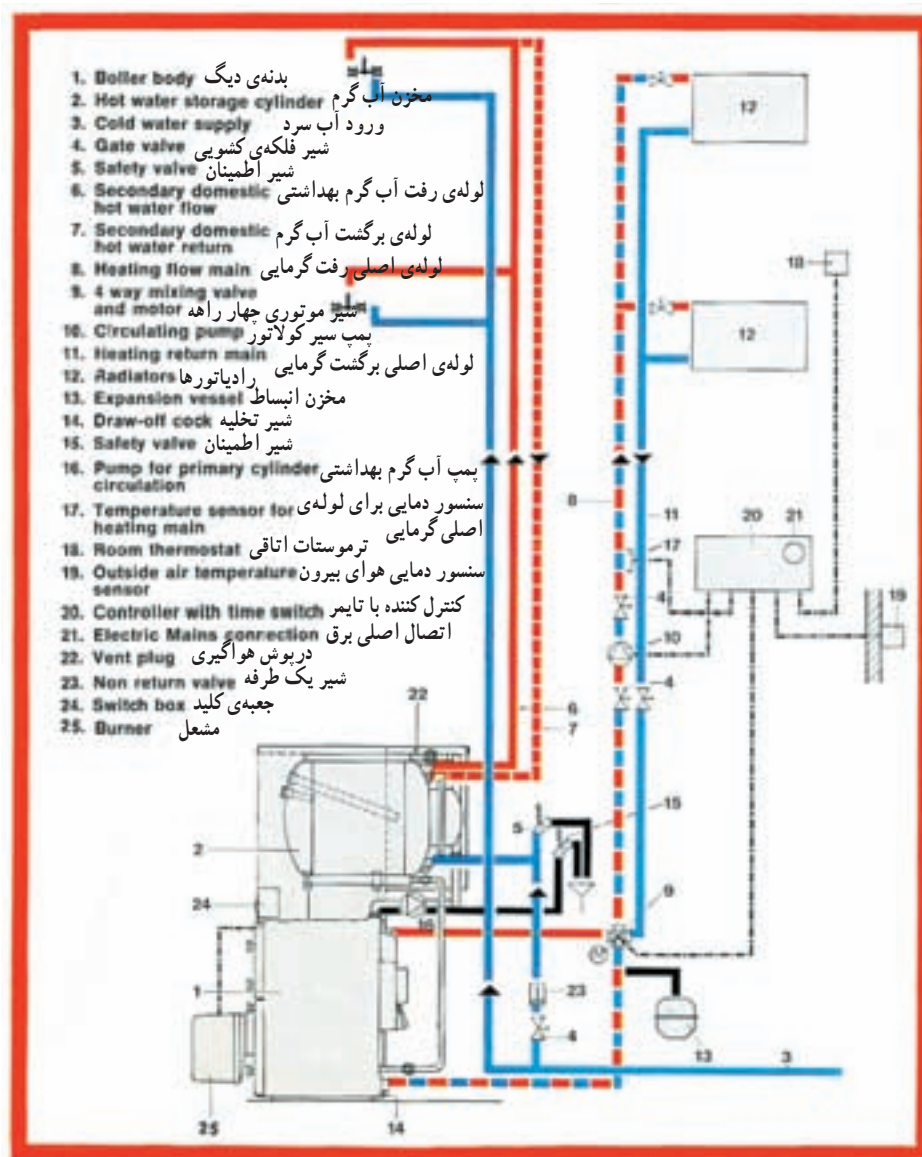 1. Boiler body بدنه‌ی دیگ
2. Hot water storage cylinder مخزن آب گرم
3. Cold water supply ورود آب سرد
4. Gate valve شیر فلکه‌ی کشویی
5. Safety valve شیر اطمینان
6. Secondary domestic لوله‌ی رفت آب گرم بهداشتی
hot water flow
7. Secondary domestic لوله‌ی برگشت آب گرم
hot water return
8. Heating flow main لوله‌ی اصلی رفت گرمایی
9. 4 way mixing valve
and motor شیر موتوری چهار راهه
10. Circulating pump پمپ سیر کولاتور
11. Heating return main لوله‌ی اصلی برگشت گرمایی
12. Radiators رادیاتورها
13. Expansion vessel مخزن انبساط
14. Draw-off cock شیر تخلیه
15. Safety valve شیر اطمینان
16. Pump for primary cylinder پمپ آب گرم بهداشتی
circulation
17. Temperature sensor for سنسور دمایی برای لوله‌ی
heating main اصلی گرمایی
18. Room thermostat ترموستات اتاقی
19. Outside air temperature سنسور دمایی هوای بیرون
sensor
20. Controller with time switch کنترل کننده با تایمر
21. Electric Mains connection اتصال اصلی برق
22. Vent plug درپوش هواگیری
23. Non return valve شیر یک طرفه
24. Switch box جعبه‌ی کلید
25. Burner مشعل
12
18
12
8
11
20
21
17
4
19
10
4
22
6
7
15
5
2
24
16
9
M
1
23
4
13
3
25
14